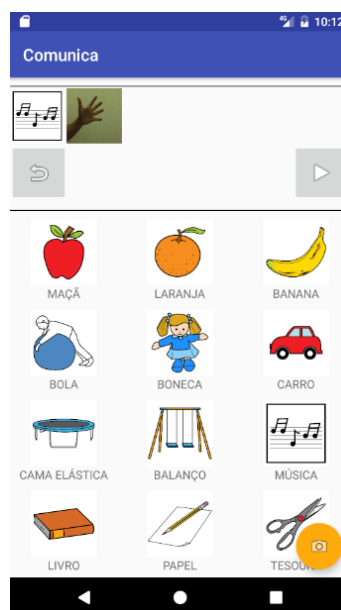 10:12
Comunica
MAÇÃ LARANJA BANANA
BOLA BONECA CARRO
CAMA ELÁSTICA BALANÇO MÚSICA
LIVRO PAPEL